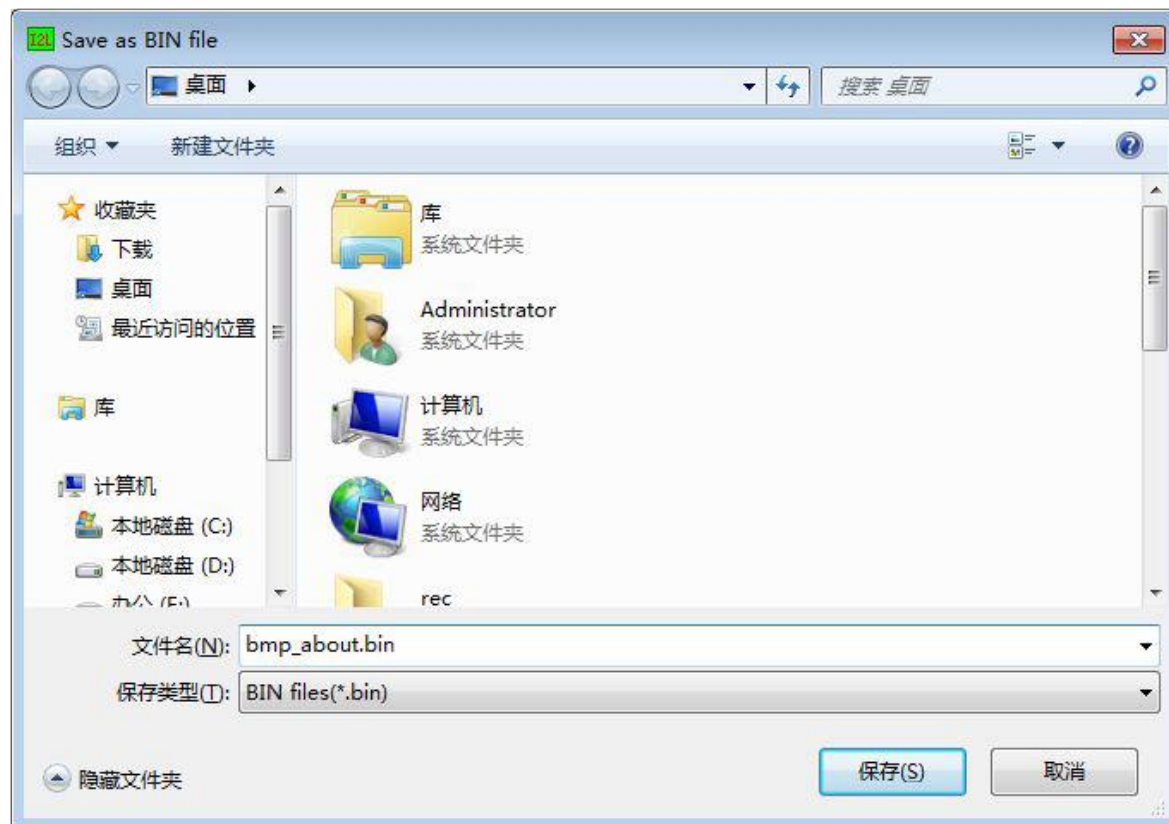 I2L Save as BIN file
桌面
搜索 桌面
组织
新建文件夹
收藏夹
下载
桌面
最近访问的位置
库
计算机
本地磁盘 (C:)
本地磁盘 (D:)
办公 (E:)
库
系统文件夹
Administrator
系统文件夹
计算机
系统文件夹
网络
系统文件夹
rec
文件名(N): bmp_about.bin
保存类型(T): BIN files(*.bin)
隐藏文件夹
保存(S)
取消